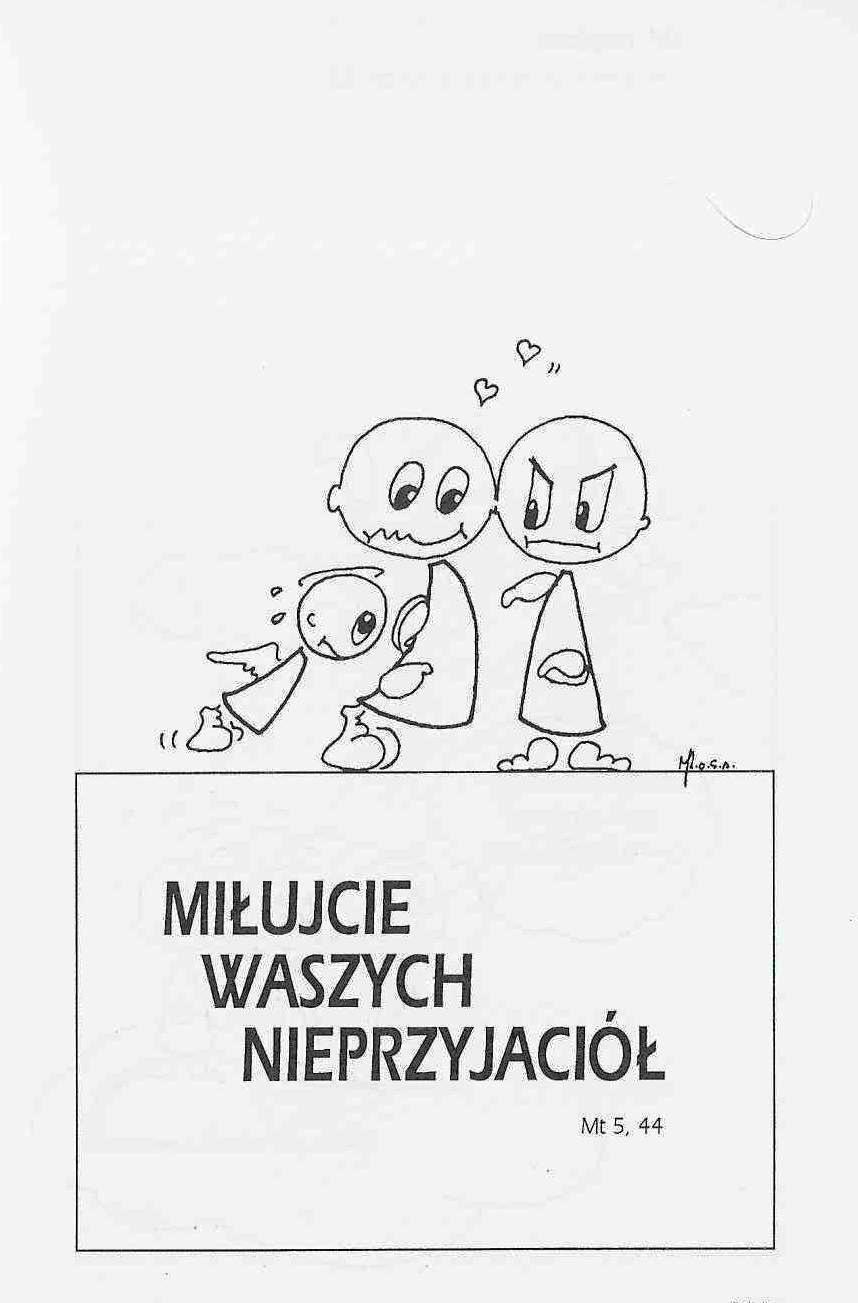 MIŁUJCIE
WASZYCH
NIEPRZYJACIÓŁ
Mt 5, 44